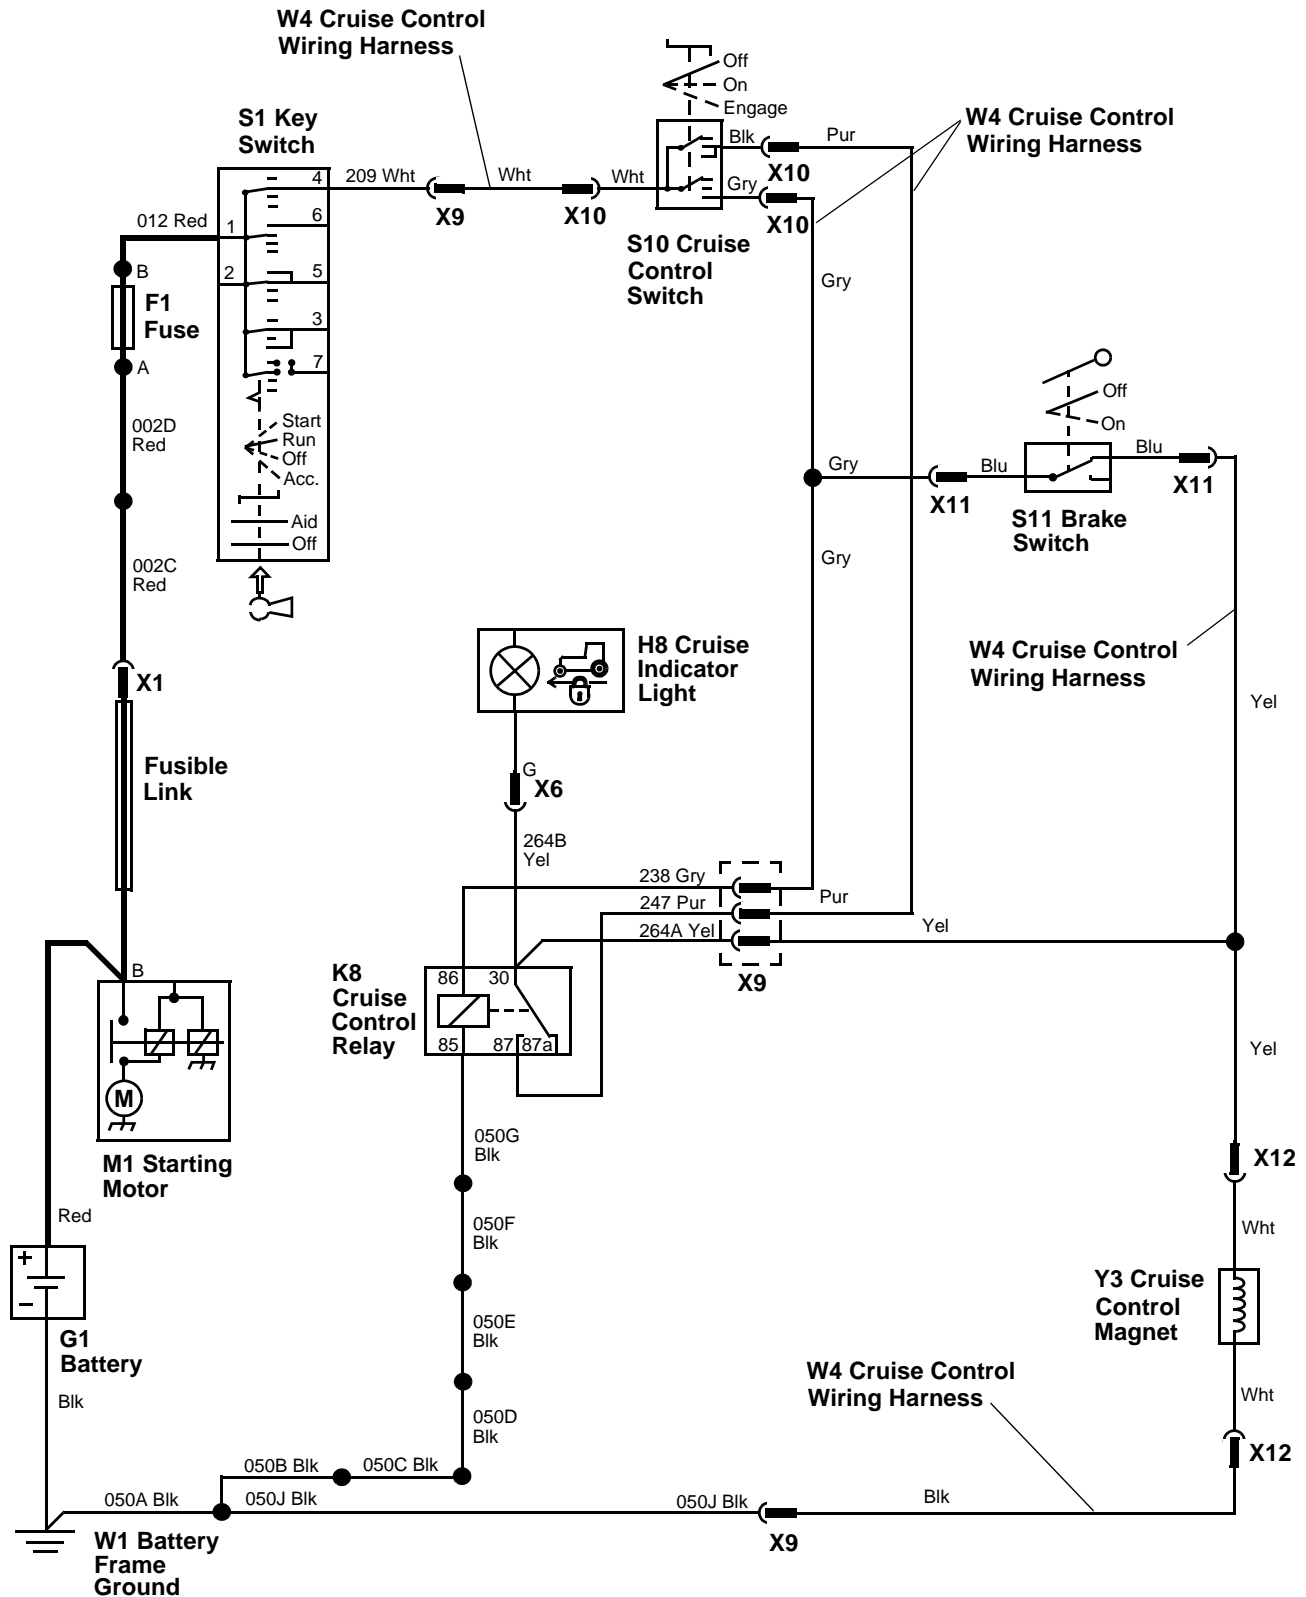 W4 Cruise Control
Wiring Harness
Off
On
Engage
S1 Key
Switch
W4 Cruise Control
Wiring Harness
Blk
Pur
X10
4
209 Wht
Wht
Wht
Gry
X9
X10
X10
012 Red
1
6
S10 Cruise
Control
Switch
B
2
5
Gry
F1
Fuse
3
A
7
Off
On
002D
Red
Start
Run
Off
Acc.
Gry
Blu
Blu
X11
X11
Aid
Off
S11 Brake
Switch
002C
Red
Gry
H8 Cruise
Indicator
Light
W4 Cruise Control
Wiring Harness
X1
Yel
Fusible
Link
G
X6
264B
Yel
238 Gry
247 Pur
Pur
264A Yel
Yel
X9
B
K8
Cruise
Control
Relay
86
30
85
87
87a
Yel
M
050G
Blk
M1 Starting
Motor
X12
Red
050F
Blk
Wht
+
–
Y3 Cruise
Control
Magnet
G1
Battery
050E
Blk
W4 Cruise Control
Wiring Harness
Blk
Wht
050D
Blk
X12
050B Blk
050C Blk
050A Blk
050J Blk
050J Blk
Blk
X9
W1 Battery
Frame
Ground